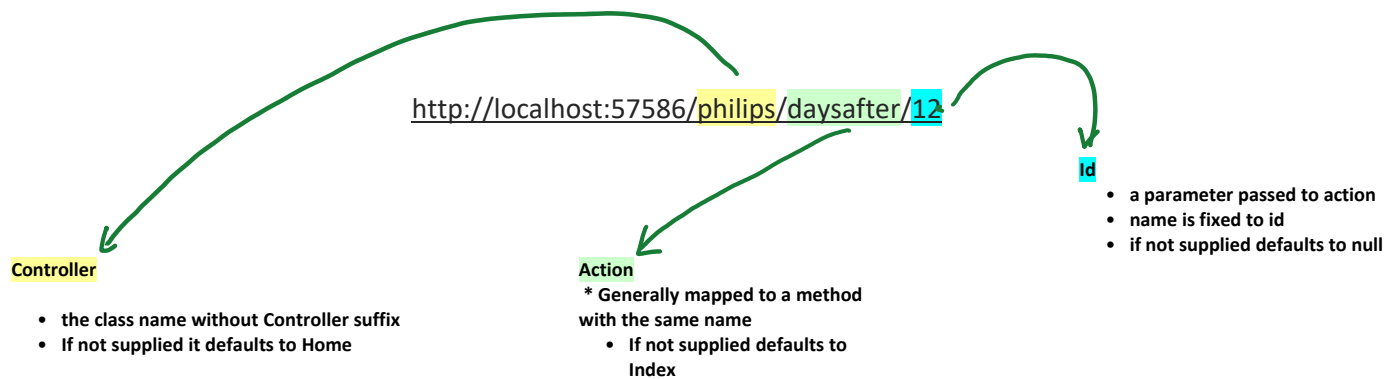 http://localhost:57586/philips/daysafter/12
Id
• a parameter passed to action
• name is fixed to id
• if not supplied defaults to null
Controller
• the class name without Controller suffix
• If not supplied it defaults to Home
Action
* Generally mapped to a method
with the same name
• If not supplied defaults to
Index